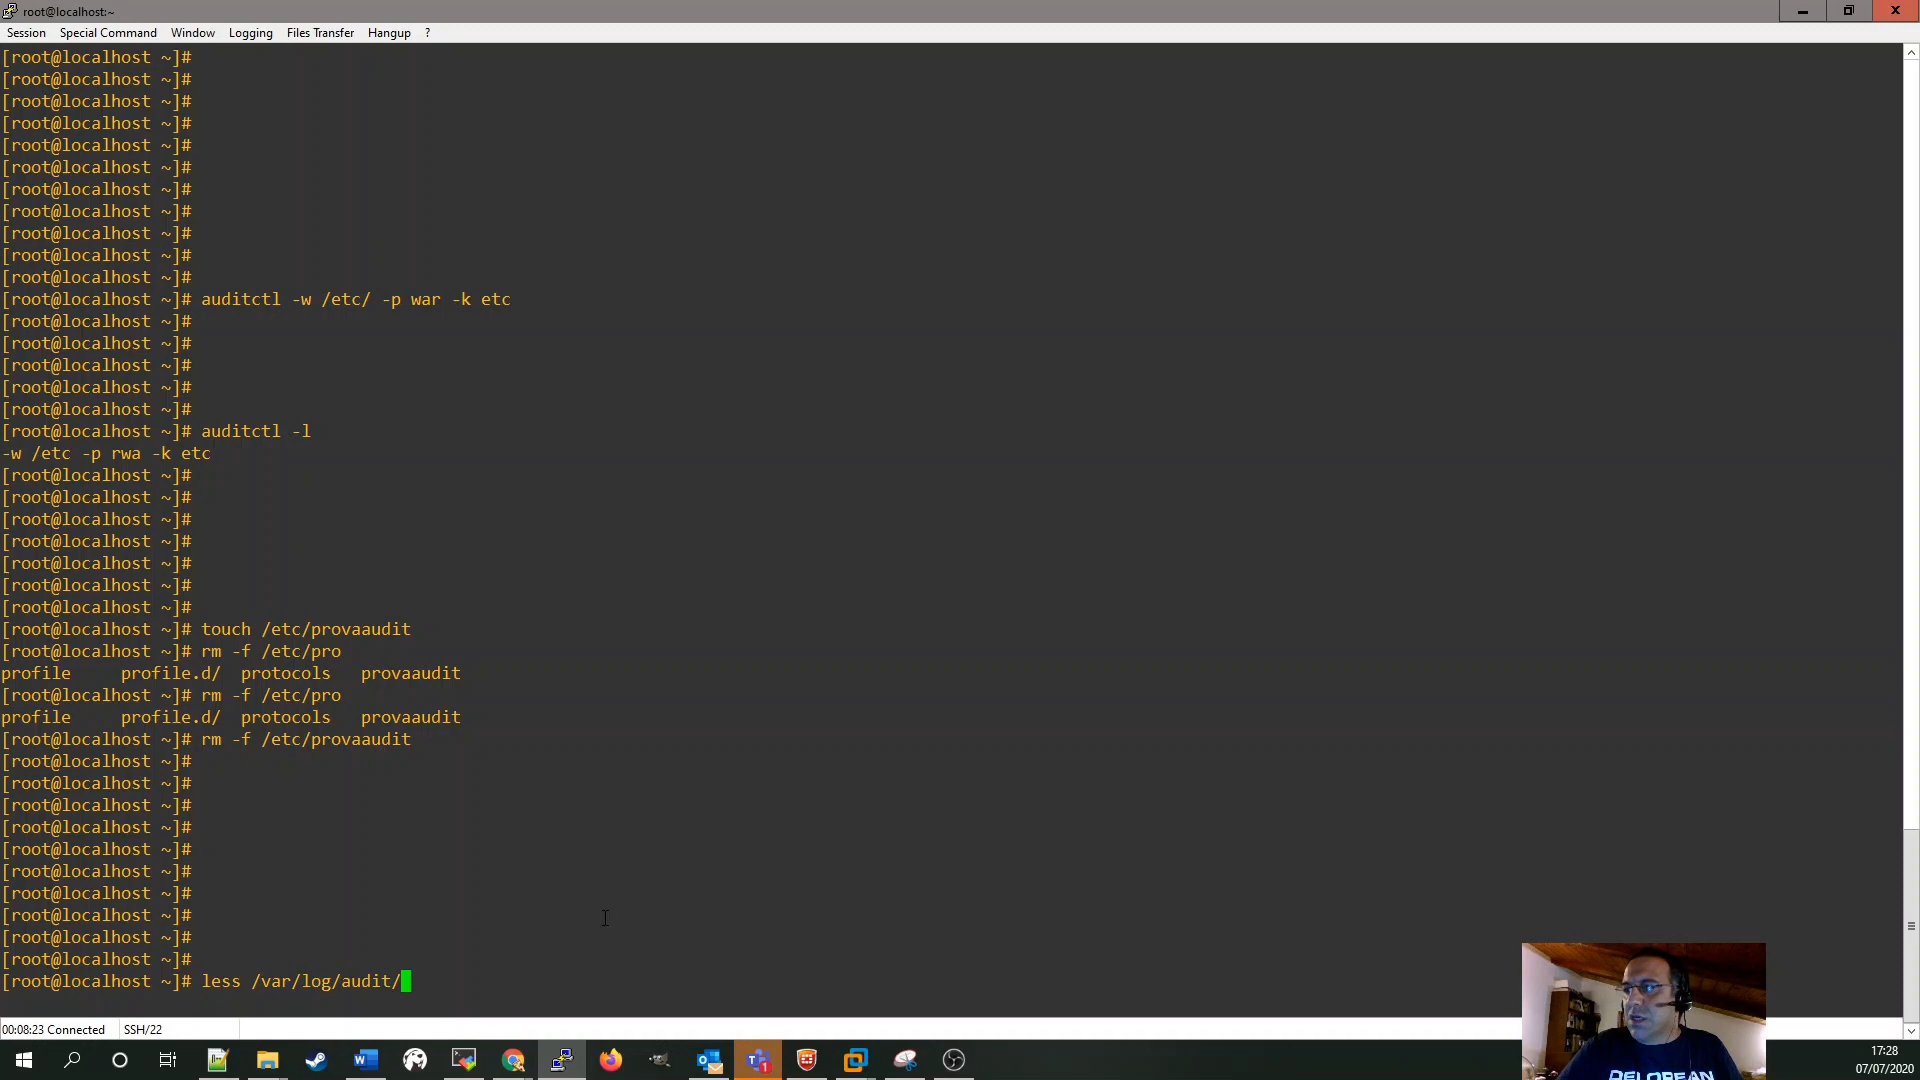 root@localhost:~
Session Special Command Window Logging Files Transfer Hangup ?
[root@localhost ~]#
[root@localhost ~]#
[root@localhost ~]#
[root@localhost ~]#
[root@localhost ~]#
[root@localhost ~]#
[root@localhost ~]#
[root@localhost ~]#
[root@localhost ~]#
[root@localhost ~]#
[root@localhost ~]#
[root@localhost ~]# auditctl -w /etc/ -p war -k etc
[root@localhost ~]#
[root@localhost ~]#
[root@localhost ~]#
[root@localhost ~]#
[root@localhost ~]#
[root@localhost ~]# auditctl -l
-w /etc -p rwa -k etc
[root@localhost ~]#
[root@localhost ~]#
[root@localhost ~]#
[root@localhost ~]#
[root@localhost ~]#
[root@localhost ~]#
[root@localhost ~]#
[root@localhost ~]# touch /etc/provaaudit
[root@localhost ~]# rm -f /etc/pro
profile profile.d/ protocols provaaudit
[root@localhost ~]# rm -f /etc/pro
profile profile.d/ protocols provaaudit
[root@localhost ~]# rm -f /etc/provaaudit
[root@localhost ~]#
[root@localhost ~]#
[root@localhost ~]#
[root@localhost ~]#
[root@localhost ~]#
[root@localhost ~]#
[root@localhost ~]#
[root@localhost ~]#
[root@localhost ~]#
[root@localhost ~]#
[root@localhost ~]# less /var/log/audit/
00:08:23 Connected SSH/22
DELOREAN
1
17:28
07/07/2020